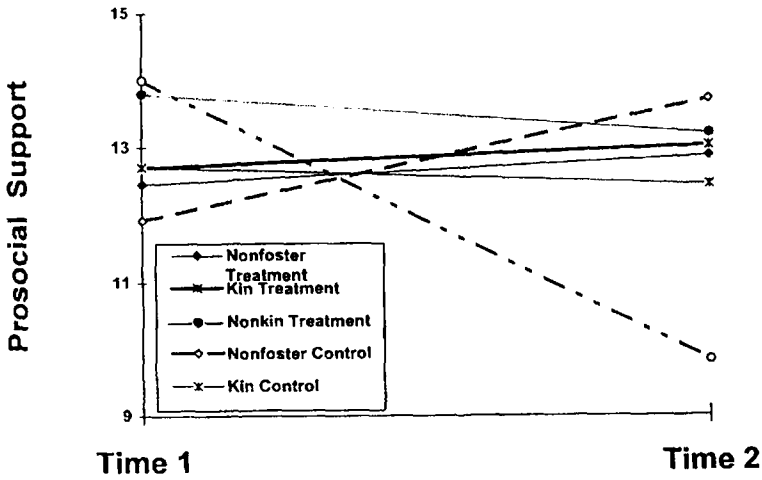 15
13
11
9
Prosocial Support
Nonfoster
Treatment
Kin Treatment
Nonkin Treatment
Nonfoster Control
Kin Control
Time 1
Time 2